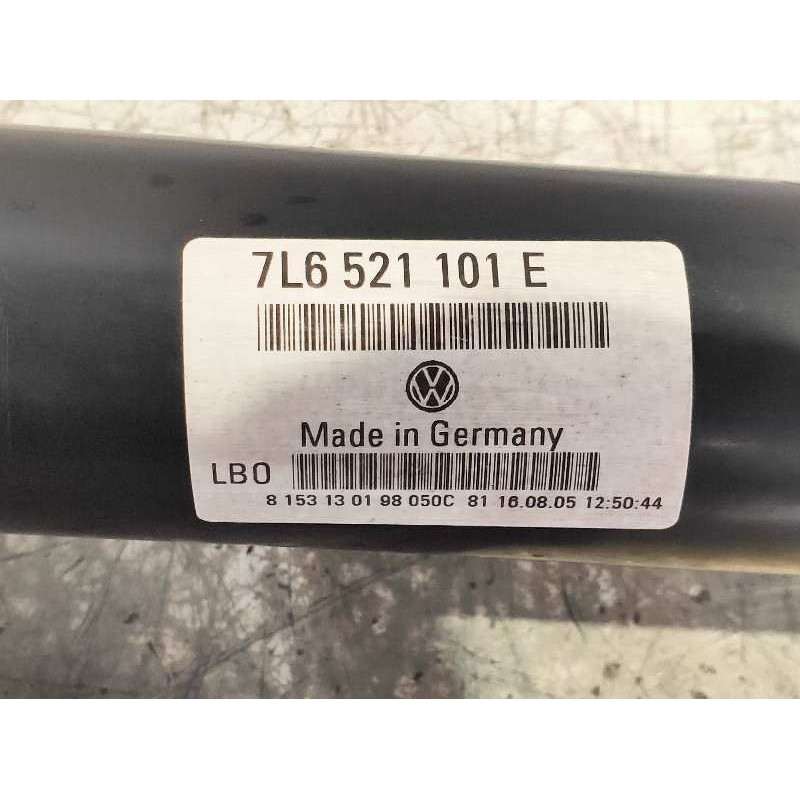 7L6 521 101 E
Made in Germany
LBO
8 153 13 01 98 050C 81 16.08.05 12:50:44